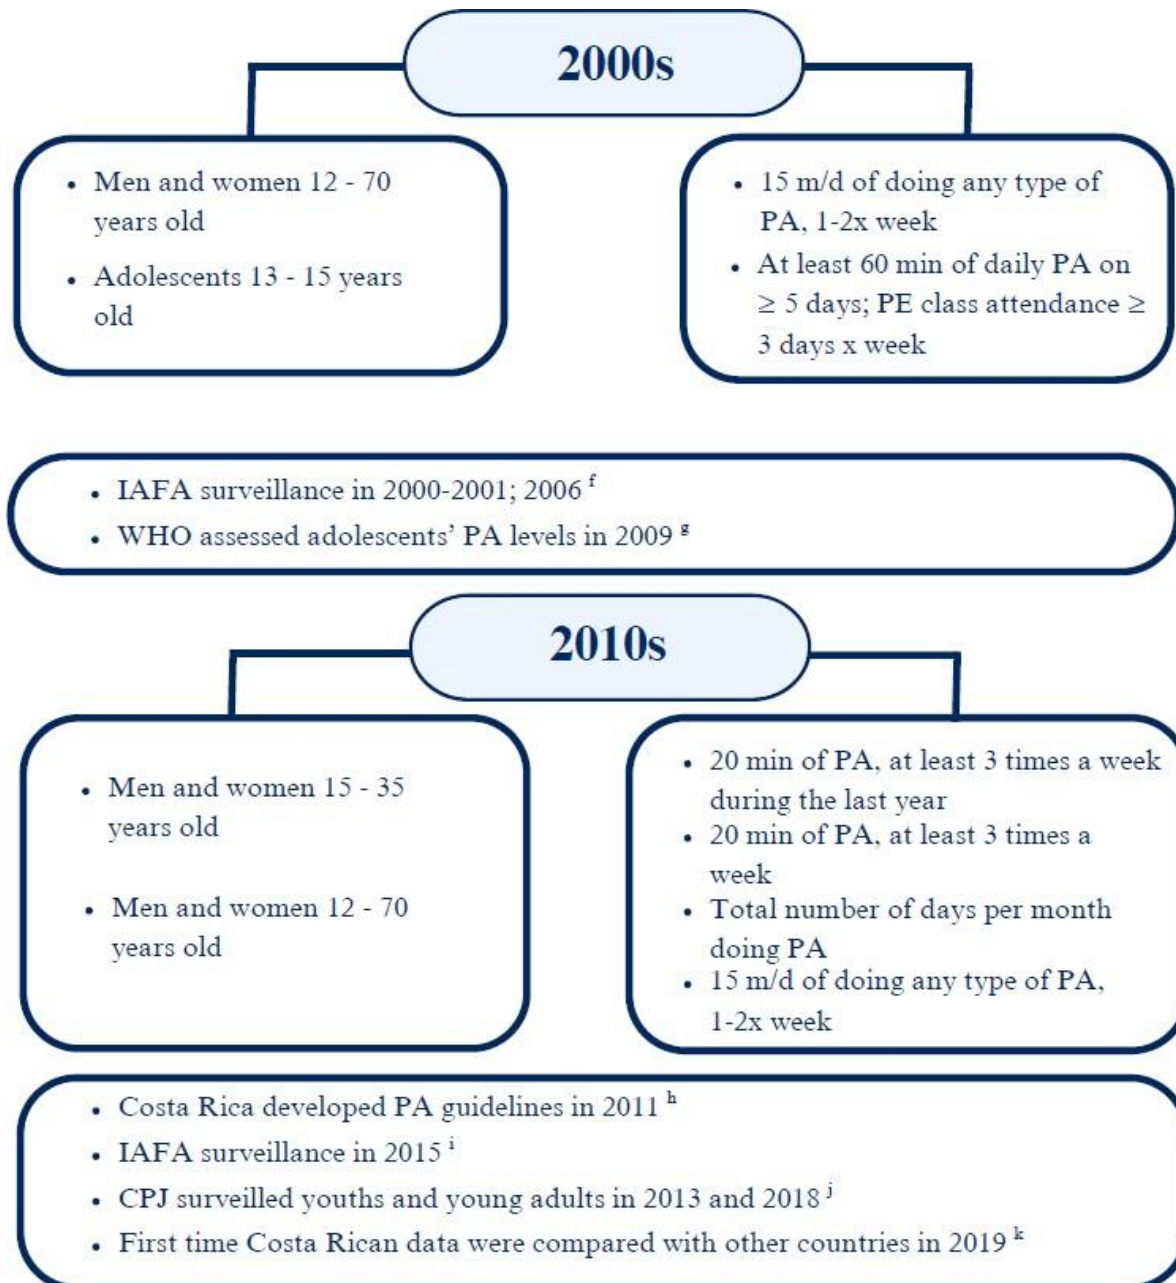 2000s
• Men and women 12 - 70
years old
• Adolescents 13 - 15 years
old
• 15 m/d of doing any type of
PA, 1-2x week
• At least 60 min of daily PA on
≥ 5 days; PE class attendance ≥
3 days x week
• IAFA surveillance in 2000-2001; 2006 f
• WHO assessed adolescents’ PA levels in 2009 g
2010s
• Men and women 15 - 35
years old
• Men and women 12 - 70
years old
• 20 min of PA, at least 3 times a week
during the last year
• 20 min of PA, at least 3 times a
week
• Total number of days per month
doing PA
• 15 m/d of doing any type of PA,
1-2x week
• Costa Rica developed PA guidelines in 2011 h
• IAFA surveillance in 2015 i
• CPJ surveilled youths and young adults in 2013 and 2018 j
• First time Costa Rican data were compared with other countries in 2019 k